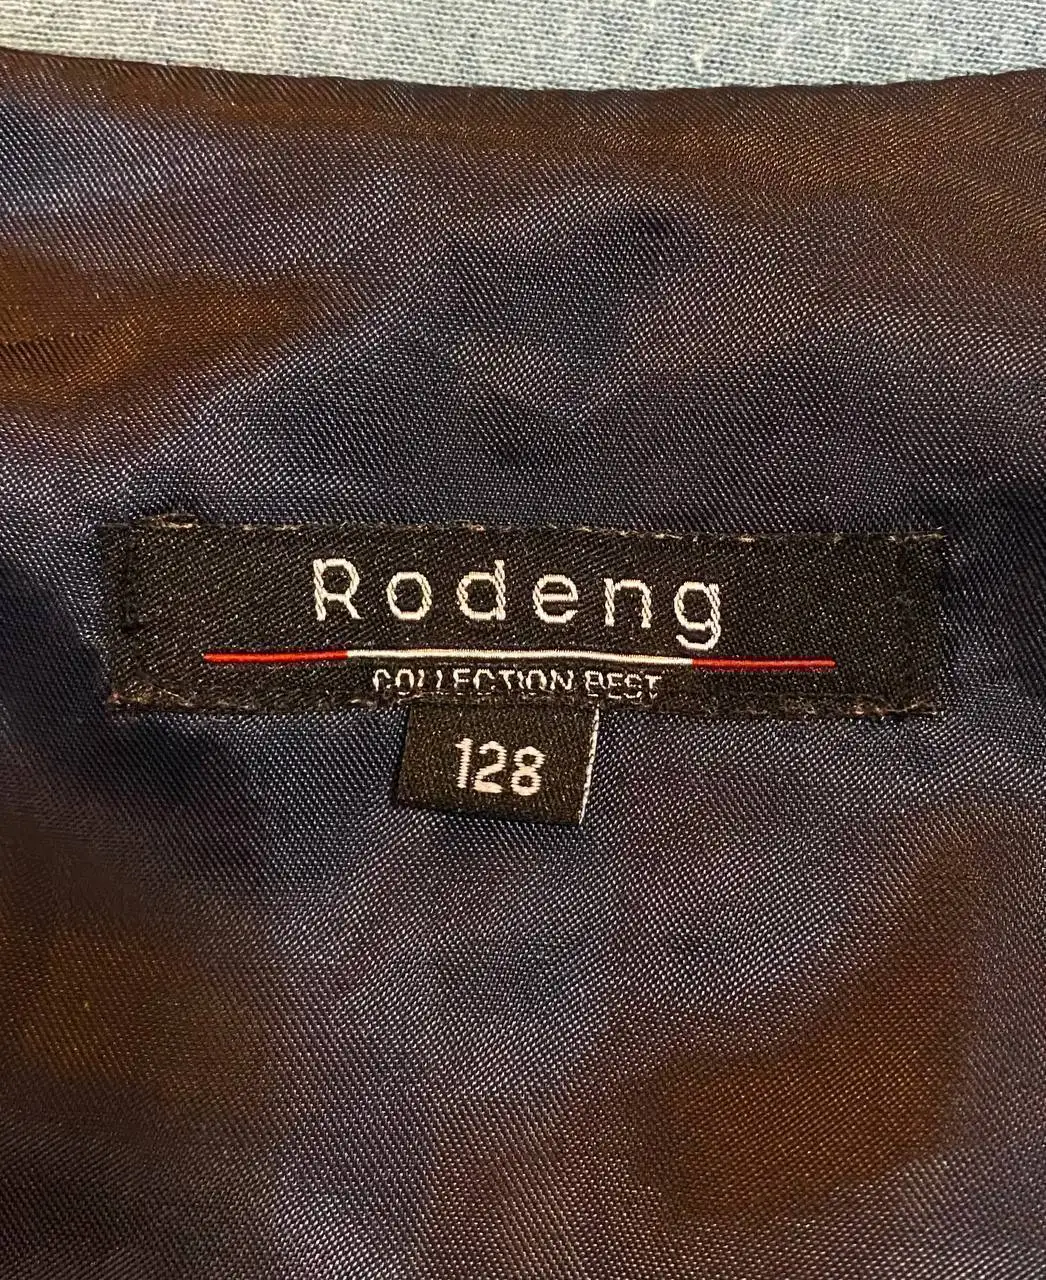 Rodeng
COLLECTION BEST
128